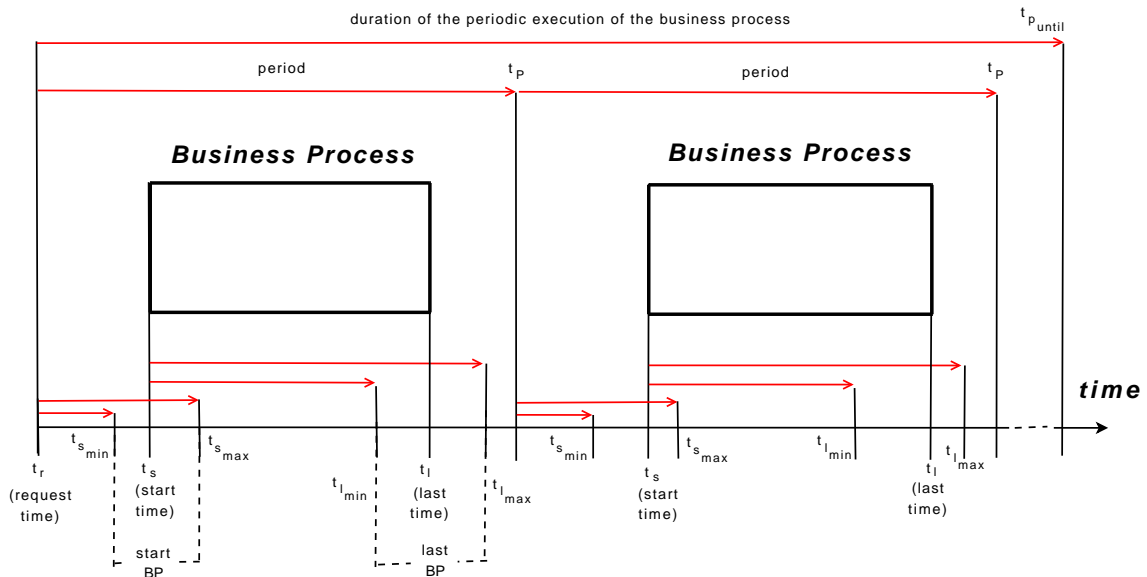 duration of the periodic execution of the business process
t_p_until
period
t_P
period
t_P
Business Process
Business Process
time
t_s_min
t_s_max
t_s_min
t_s_max
t_l_min
t_l_max
t_r
(request
time)
t_s
(start
time)
t_l_min
t_l
(last
time)
t_l_max
t_s
(start
time)
t_l
(last
time)
start
BP
last
BP